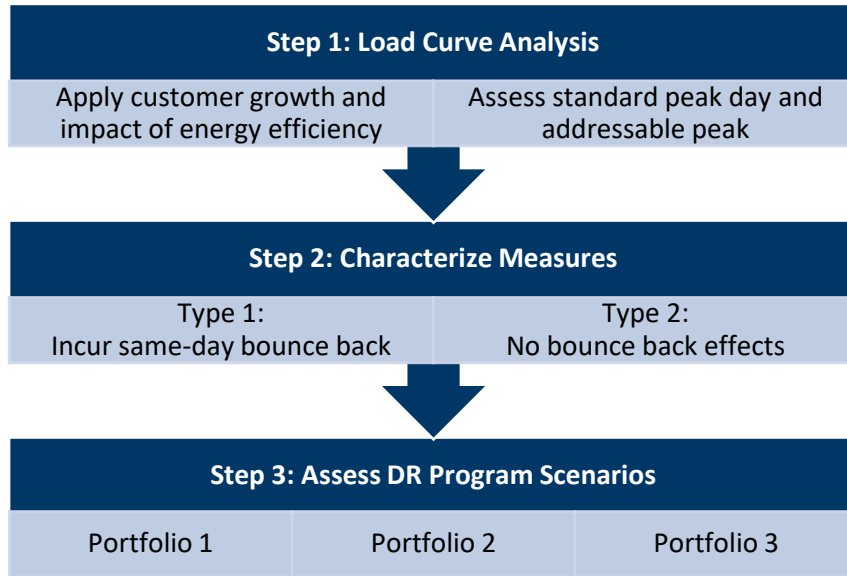 Step 1: Load Curve Analysis
Apply customer growth and
impact of energy efficiency
Assess standard peak day and
addressable peak
Step 2: Characterize Measures
Type 1:
Incur same-day bounce back
Type 2:
No bounce back effects
Step 3: Assess DR Program Scenarios
Portfolio 1
Portfolio 2
Portfolio 3